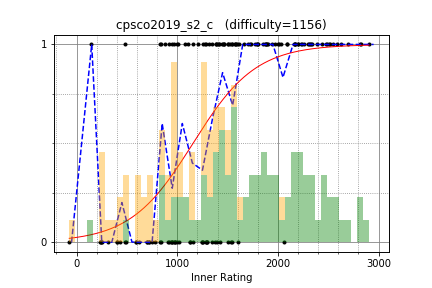 cpsco2019_s2_c   (difficulty=1156)
1
0
0 1000 2000 3000
Inner Rating